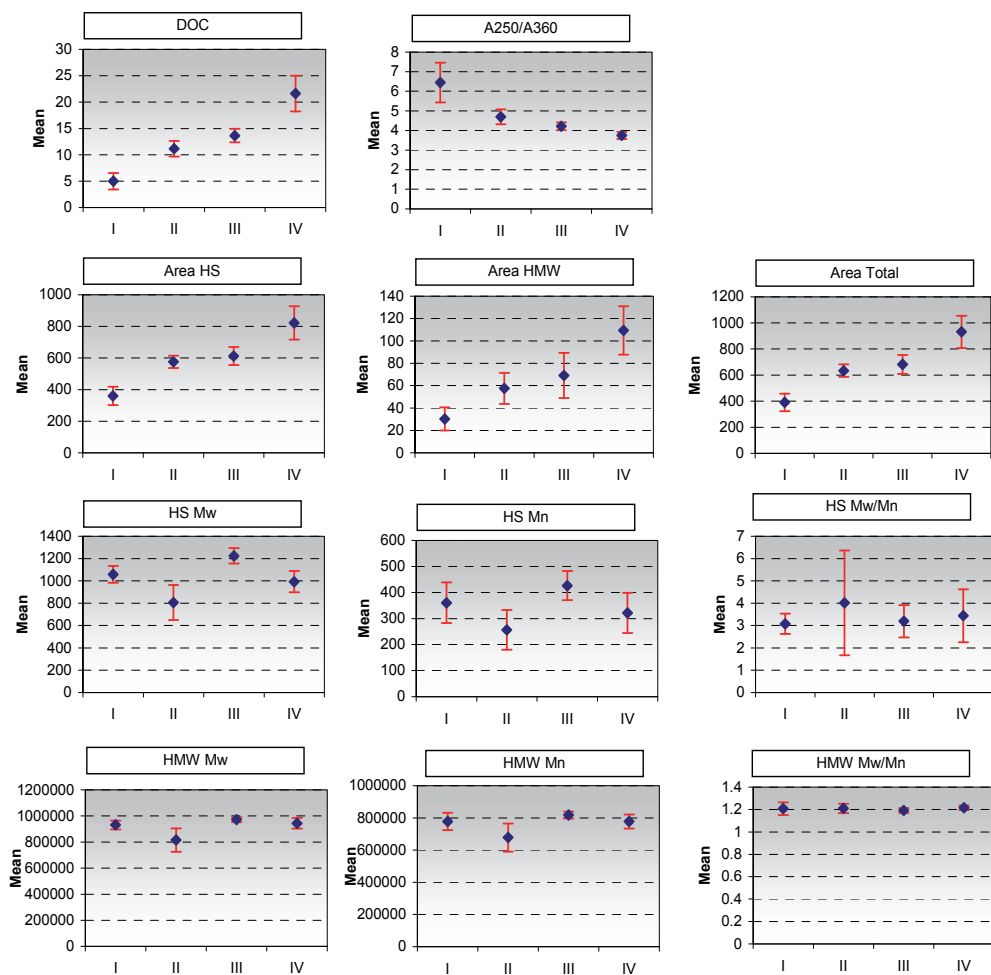 DOC
30
25
20
15
10
5
0
Mean
I II III IV
A250/A360
8
7
6
5
4
3
2
1
0
Mean
I II III IV
Area HS
1000
800
600
400
200
0
Mean
I II III IV
Area HMW
140
120
100
80
60
40
20
0
Mean
I II III IV
Area Total
1200
1000
800
600
400
200
0
Mean
I II III IV
HS Mw
1400
1200
1000
800
600
400
200
0
Mean
I II III IV
HS Mn
600
500
400
300
200
100
0
Mean
I II III IV
HS Mw/Mn
7
6
5
4
3
2
1
0
Mean
I II III IV
HMW Mw
1200000
1000000
800000
600000
400000
200000
0
Mean
I II III IV
HMW Mn
1000000
800000
600000
400000
200000
0
Mean
I II III IV
HMW Mw/Mn
1.4
1.2
1
0.8
0.6
0.4
0.2
0
Mean
I II III IV